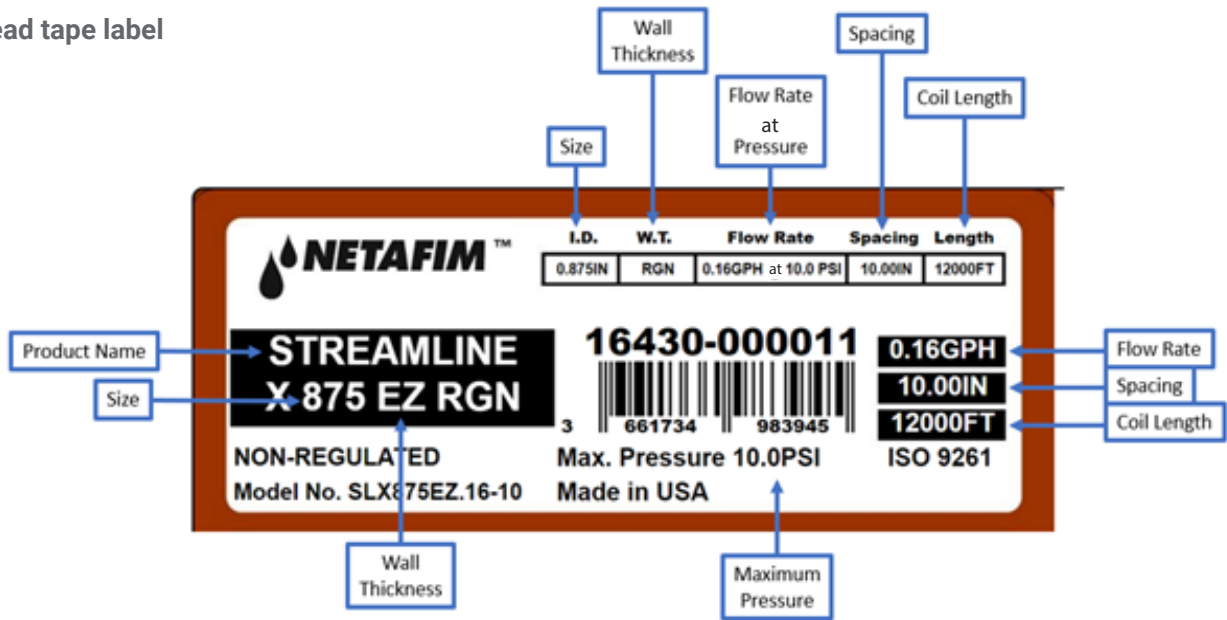 ead tape label
Wall
Thickness
Spacing
Flow Rate
at
Pressure
Coil Length
Size
NETAFIM™
I.D. W.T. Flow Rate Spacing Length
0.875IN RGN 0.16GPH at 10.0 PSI 10.00IN 12000FT
Product Name
STREAMLINE
Size
X 875 EZ RGN
16430-000011
3 661734 983945
0.16GPH
Flow Rate
10.00IN
Spacing
12000FT
Coil Length
NON-REGULATED
Max. Pressure 10.0PSI
ISO 9261
Model No. SLX875EZ.16-10
Made in USA
Wall
Thickness
Maximum
Pressure